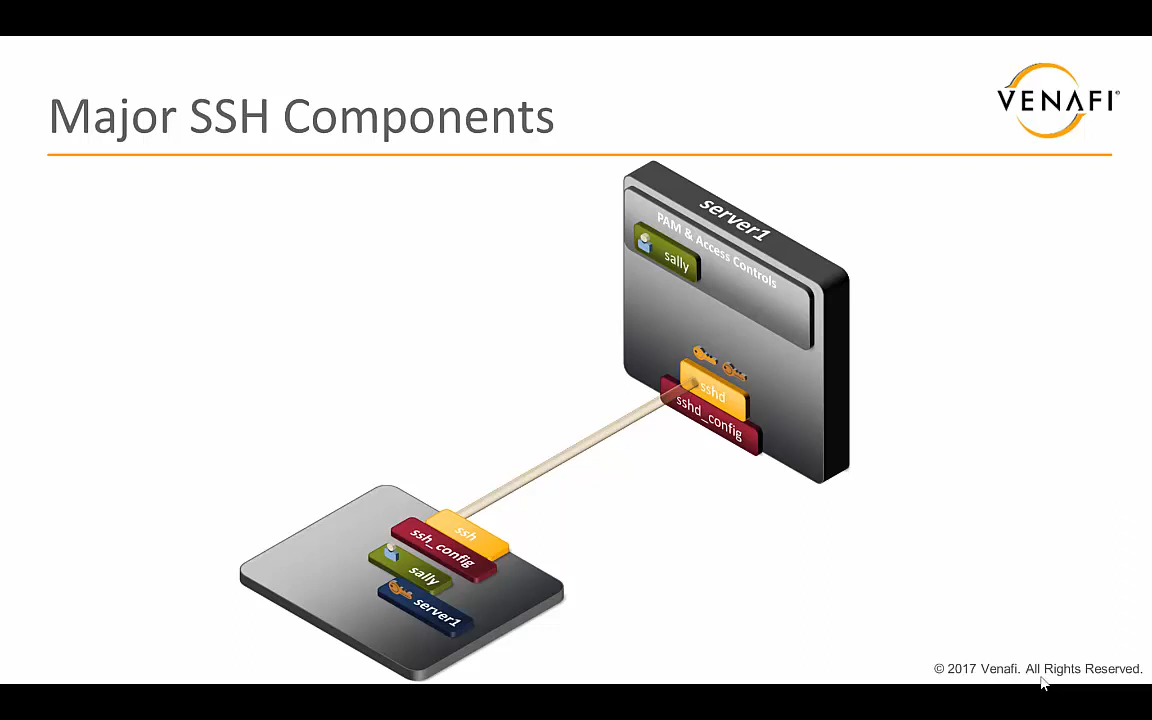 Major SSH Components
VENAFI®
server1
PAM & Access Controls
sally
sshd
sshd_config
ssh
ssh_config
sally
server1
© 2017 Venafi. All Rights Reserved.